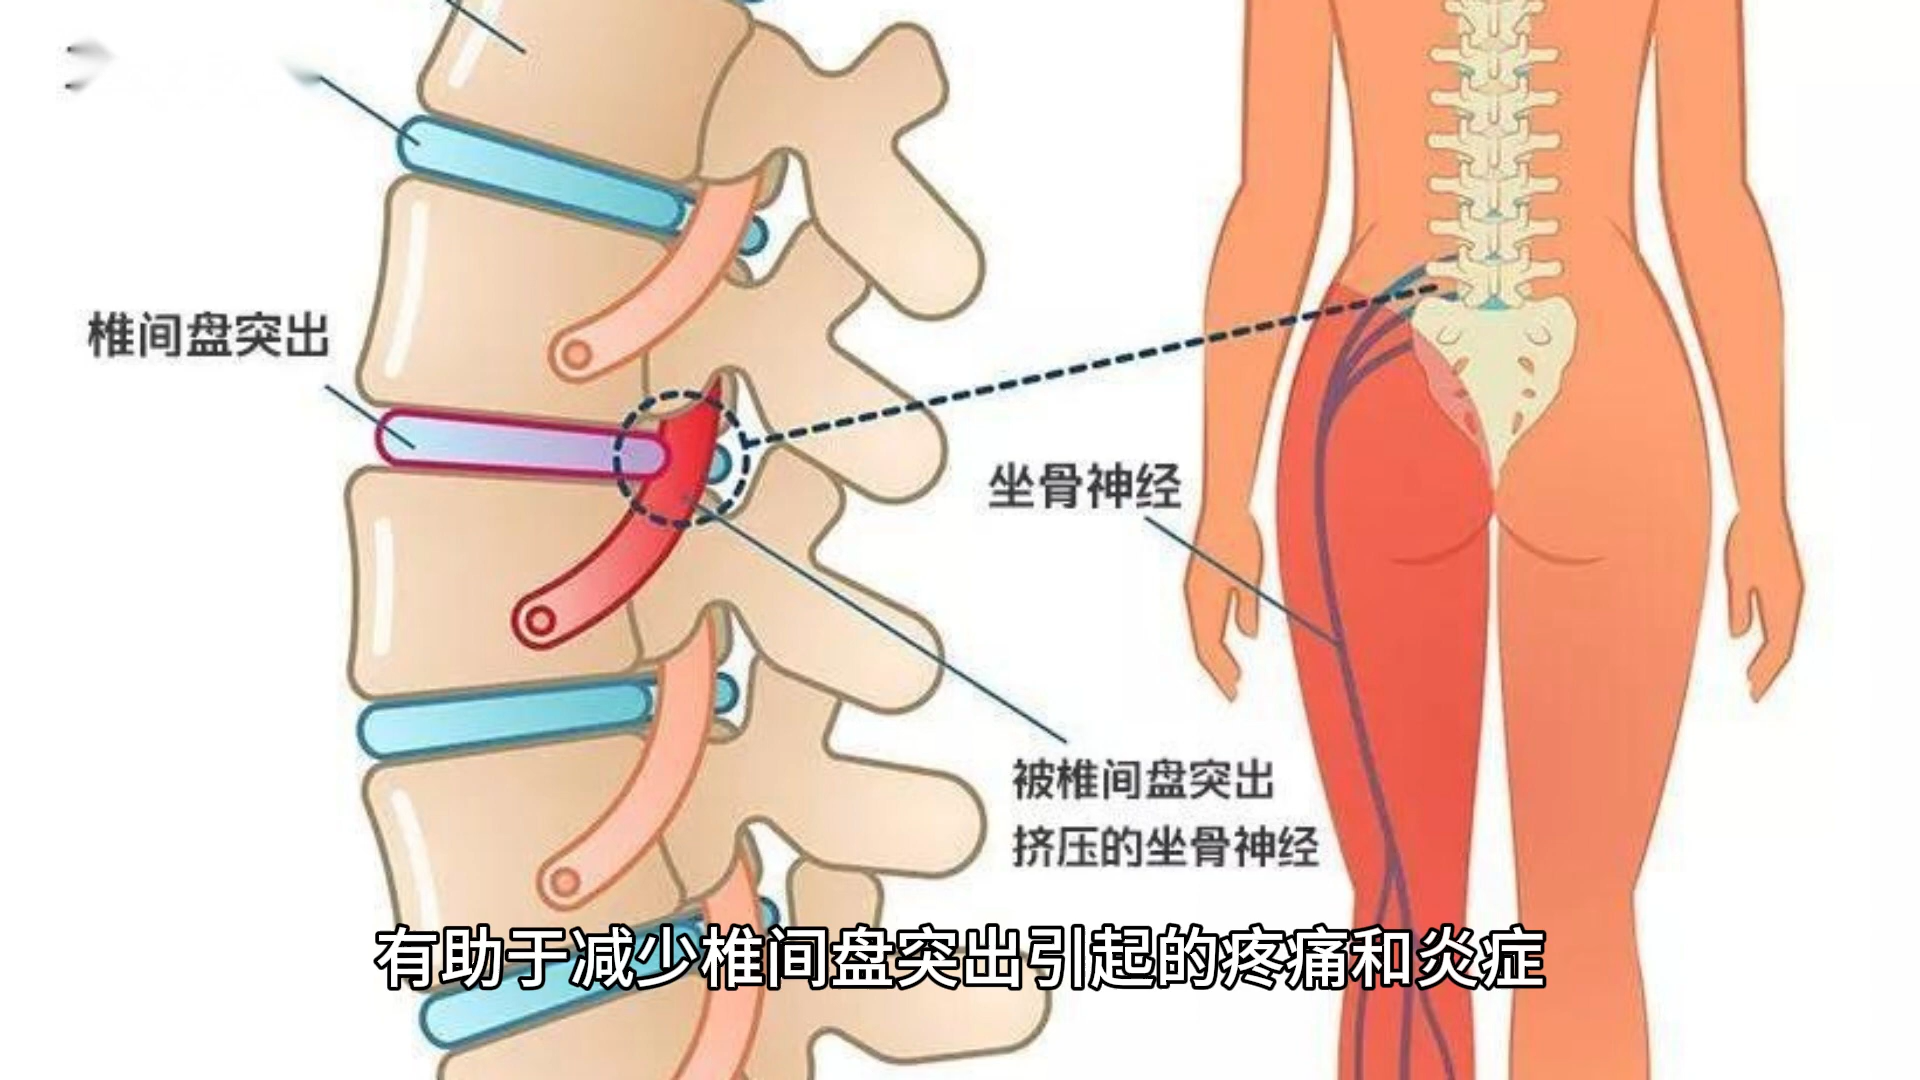 椎间盘突出
坐骨神经
被椎间盘突出
挤压的坐骨神经
有助于减少椎间盘突出引起的疼痛和炎症